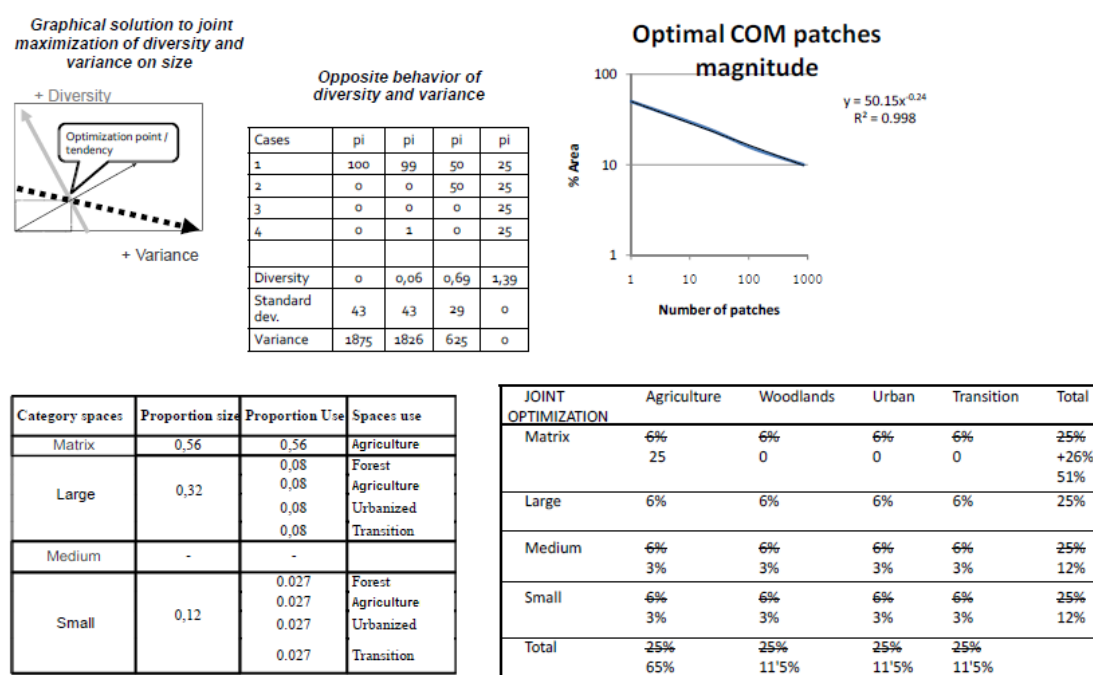 Graphical solution to joint
maximization of diversity and
variance on size
+ Diversity
Optimization point /
tendency
+ Variance
Opposite behavior of
diversity and variance
Cases pi pi pi pi
1 100 99 50 25
2 0 0 50 25
3 0 0 0 25
4 0 1 0 25
Diversity 0 0,06 0,69 1,39
Standard
dev. 43 43 29 0
Variance 1875 1826 625 0
Optimal COM patches
magnitude
y = 50.15x^-0.24
R² = 0.998
% Area
100
10
1
1 10 100 1000
Number of patches
Category spaces Proportion size Proportion Use Spaces use
Matrix 0,56 0,56 Agriculture
Large 0,32
0,08 Forest
0,08 Agriculture
0,08 Urbanized
0,08 Transition
Medium - -
Small 0,12
0.027 Forest
0.027 Agriculture
0.027 Urbanized
0.027 Transition
JOINT
OPTIMIZATION Agriculture Woodlands Urban Transition Total
Matrix 6% 6% 6% 6% 25%
25 0 0 0 +26%
51%
Large 6% 6% 6% 6% 25%
Medium 6% 6% 6% 6% 25%
3% 3% 3% 3% 12%
Small 6% 6% 6% 6% 25%
3% 3% 3% 3% 12%
Total 25% 25% 25% 25%
65% 11'5% 11'5% 11'5%